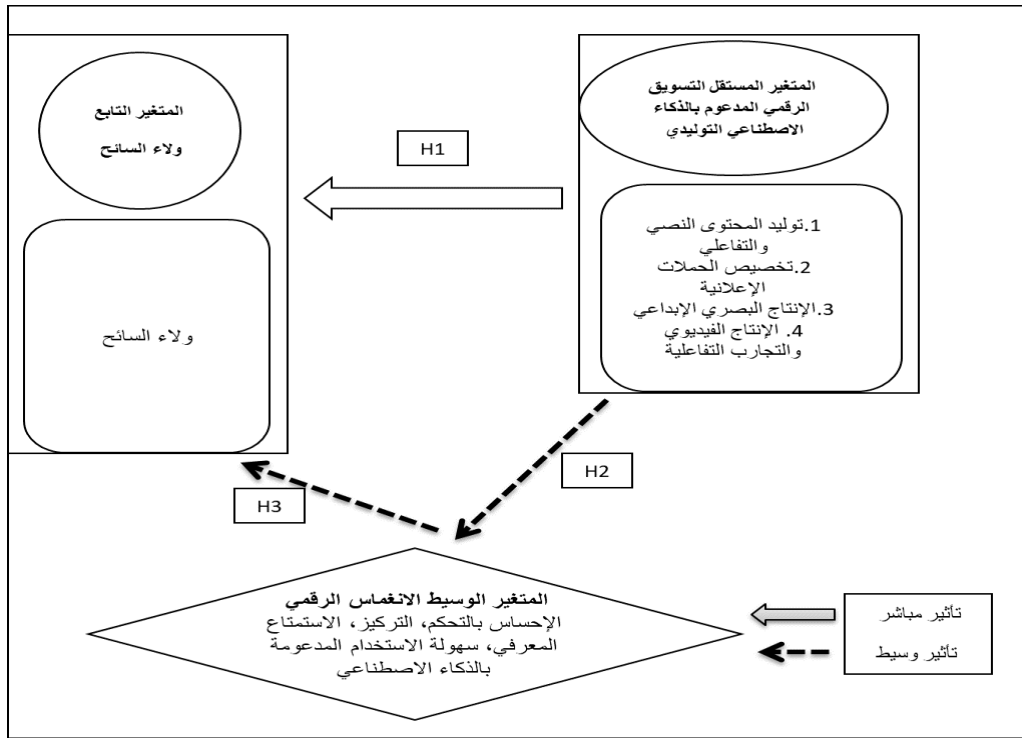 المتغير المستقل التسويق
الرقمي المدعوم بالذكاء
الاصطناعي التوليدي
1.توليد المحتوى النصي
والتفاعلي
2.تخصيص الحملات
الإعلانية
3.الإنتاج البصري الإبداعي
4. الإنتاج الفيديوي
والتجارب التفاعلية
H1
المتغير التابع
ولاء السائح
ولاء السائح
H2
H3
المتغير الوسيط الانغماس الرقمي
الإحساس بالتحكم، التركيز، الاستمتاع
المعرفي، سهولة الاستخدام المدعومة
بالذكاء الاصطناعي
تأثير مباشر
تأثير وسيط